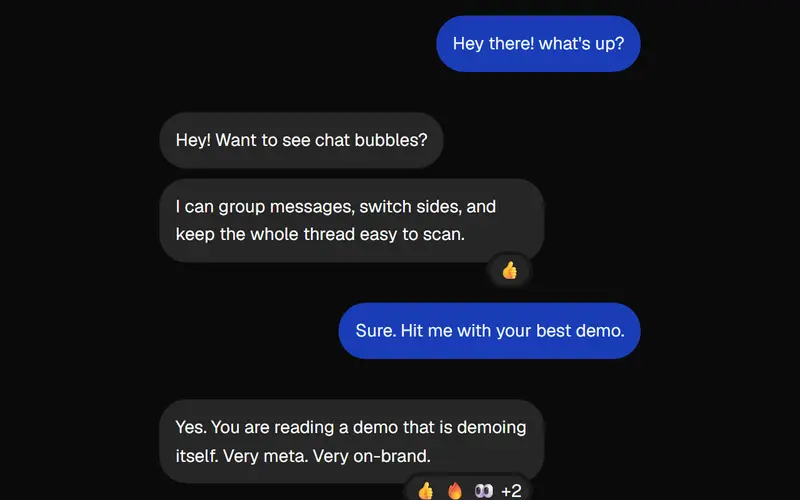 Hey there! what's up?
Hey! Want to see chat bubbles?
I can group messages, switch sides, and
keep the whole thread easy to scan.
👍
Sure. Hit me with your best demo.
Yes. You are reading a demo that is demoing
itself. Very meta. Very on-brand.
👍 🔥 👀 +2